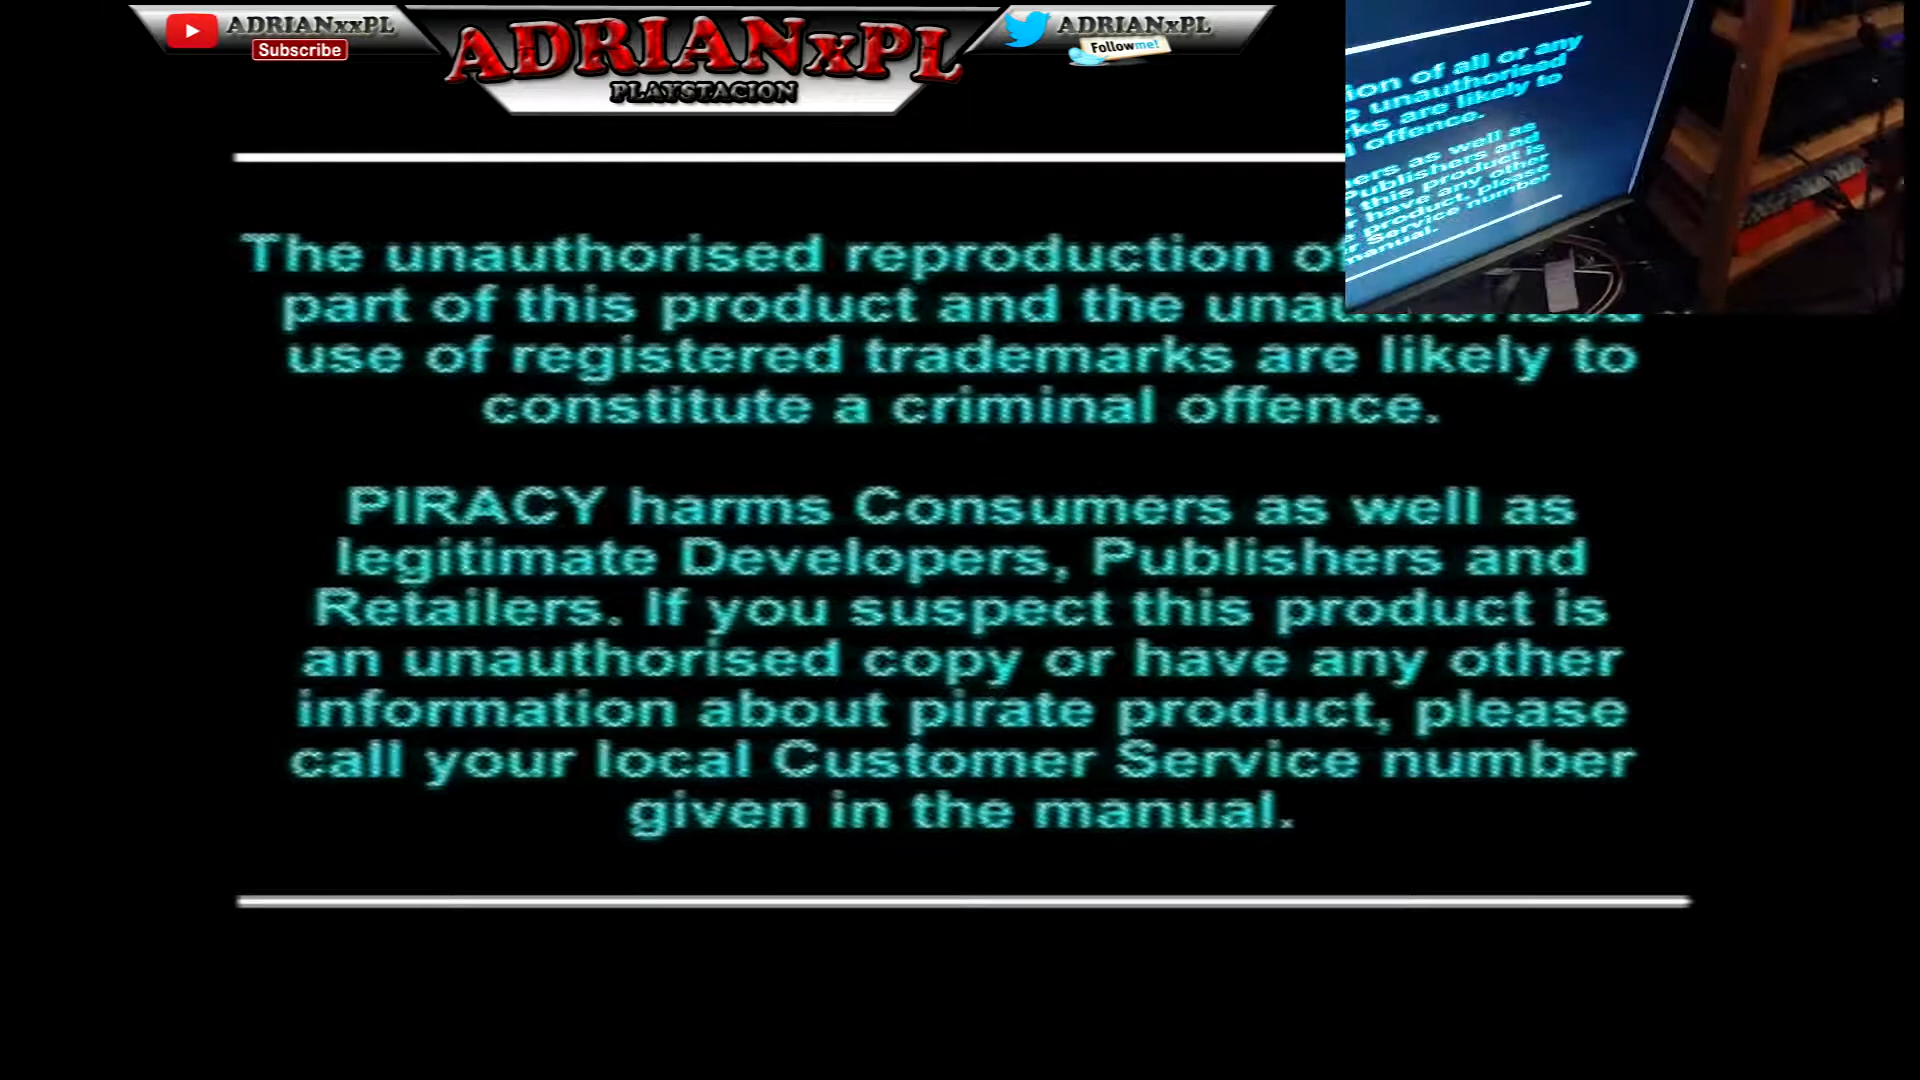 ADRIANxxPL
Subscribe
ADRIANxPL
PLAYSTACION
ADRIANxPL
Followme!
ion of all or any
unauthorised
ks are likely to
offence.
ers as well as
Publishers and
this product is
have any other
product, please
Service number
manual.
The unauthorised reproduction of
part of this product and the unauthorised
use of registered trademarks are likely to
constitute a criminal offence.
PIRACY harms Consumers as well as
legitimate Developers, Publishers and
Retailers. If you suspect this product is
an unauthorised copy or have any other
information about pirate product, please
call your local Customer Service number
given in the manual.